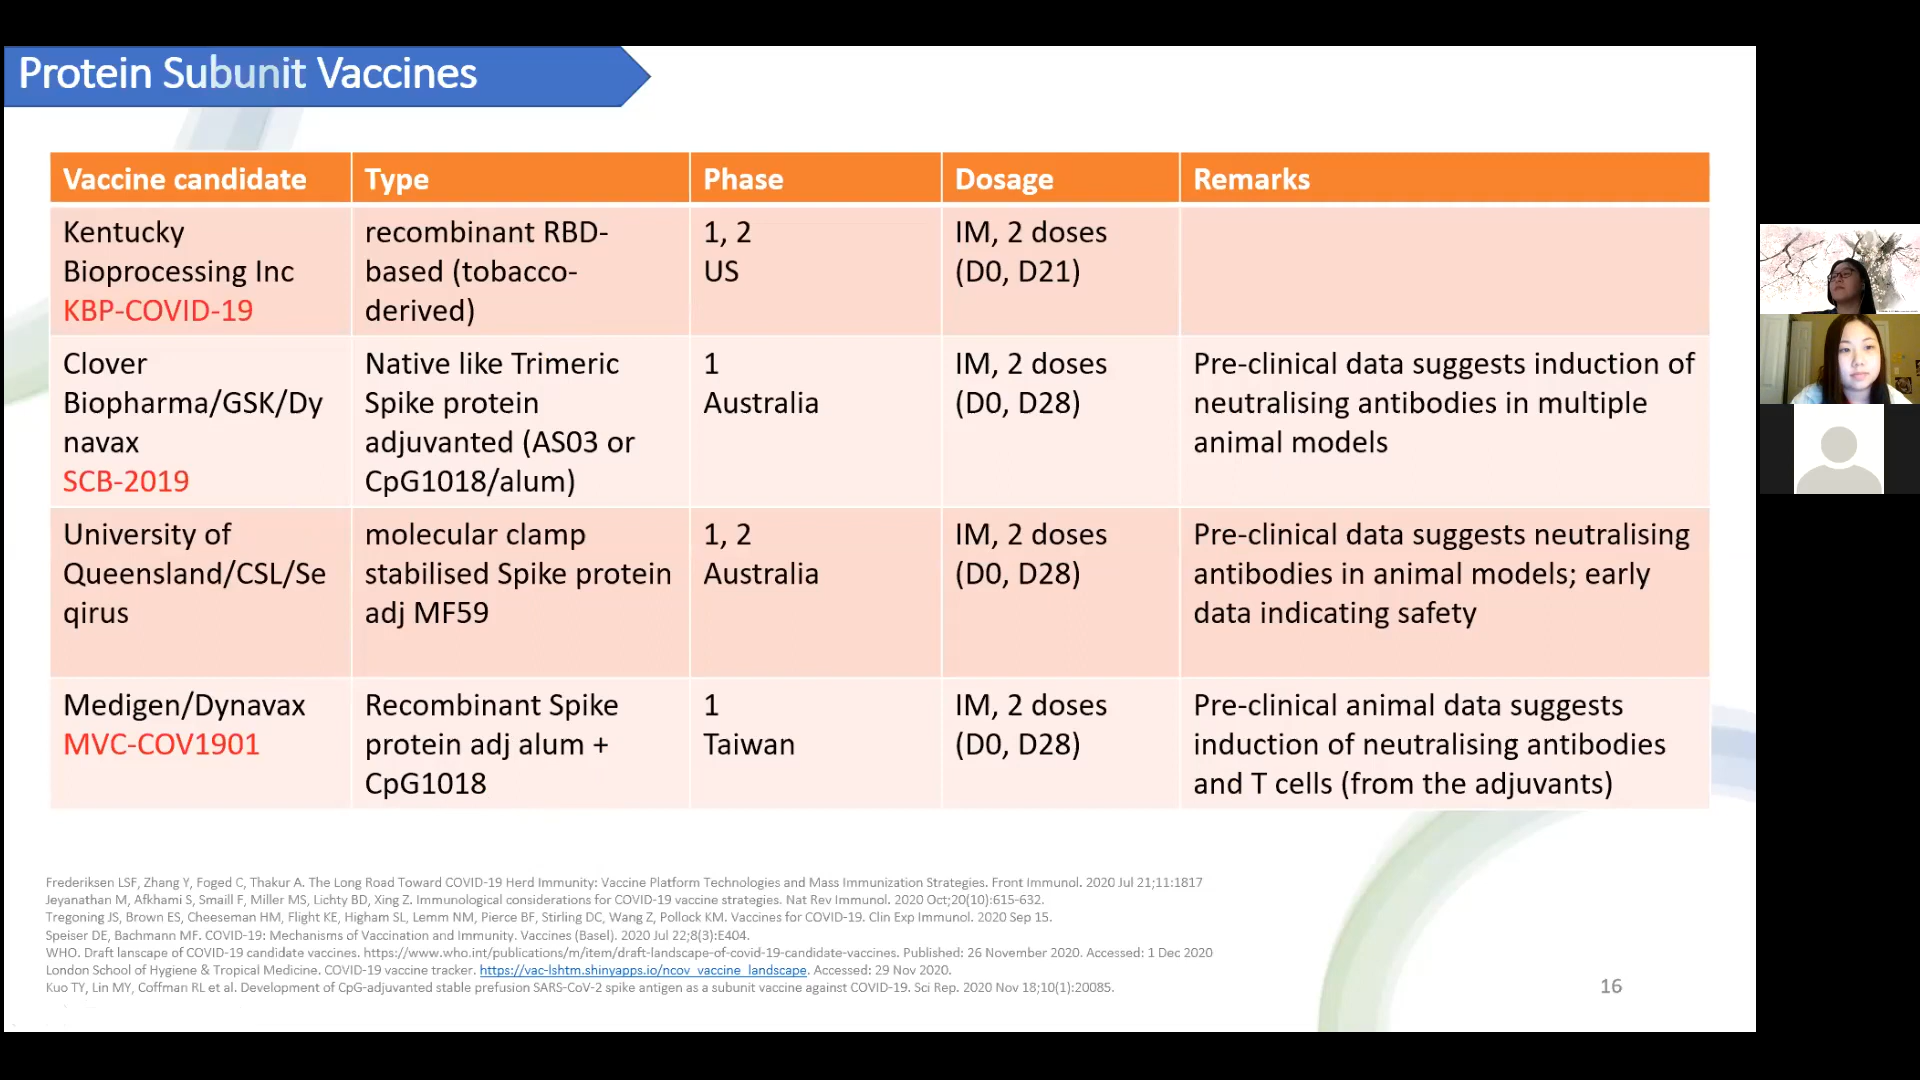 Protein Subunit Vaccines
Vaccine candidate
Type
Phase
Dosage
Remarks
Kentucky
Bioprocessing Inc
KBP-COVID-19
recombinant RBD-
based (tobacco-
derived)
1, 2
US
IM, 2 doses
(D0, D21)
Clover
Biopharma/GSK/Dy
navax
SCB-2019
Native like Trimeric
Spike protein
adjuvanted (AS03 or
CpG1018/alum)
1
Australia
IM, 2 doses
(D0, D28)
Pre-clinical data suggests induction of
neutralising antibodies in multiple
animal models
University of
Queensland/CSL/Se
qirus
molecular clamp
stabilised Spike protein
adj MF59
1, 2
Australia
IM, 2 doses
(D0, D28)
Pre-clinical data suggests neutralising
antibodies in animal models; early
data indicating safety
Medigen/Dynavax
MVC-COV1901
Recombinant Spike
protein adj alum +
CpG1018
1
Taiwan
IM, 2 doses
(D0, D28)
Pre-clinical animal data suggests
induction of neutralising antibodies
and T cells (from the adjuvants)
Frederiksen LSF, Zhang Y, Foged C, Thakur A. The Long Road Toward COVID-19 Herd Immunity: Vaccine Platform Technologies and Mass Immunization Strategies. Front Immunol. 2020 Jul 21;11:1817
Jeyanathan M, Afkhami S, Smaill F, Miller MS, Lichty BD, Xing Z. Immunological considerations for COVID-19 vaccine strategies. Nat Rev Immunol. 2020 Oct;20(10):615-632.
Tregoning JS, Brown ES, Cheeseman HM, Flight KE, Higham SL, Lemm NM, Pierce BF, Stirling DC, Wang Z, Pollock KM. Vaccines for COVID-19. Clin Exp Immunol. 2020 Sep 15.
Speiser DE, Bachmann MF. COVID-19: Mechanisms of Vaccination and Immunity. Vaccines (Basel). 2020 Jul 22;8(3):E404.
WHO. Draft lanscape of COVID-19 candidate vaccines. https://www.who.int/publications/m/item/draft-landscape-of-covid-19-candidate-vaccines. Published: 26 November 2020. Accessed: 1 Dec 2020
London School of Hygiene & Tropical Medicine. COVID-19 vaccine tracker. https://vac-lshtm.shinyapps.io/ncov_vaccine_landscape. Accessed: 29 Nov 2020.
Kuo TY, Lin MY, Coffman RL et al. Development of CpG-adjuvanted stable prefusion SARS-CoV-2 spike antigen as a subunit vaccine against COVID-19. Sci Rep. 2020 Nov 18;10(1):20085.
16